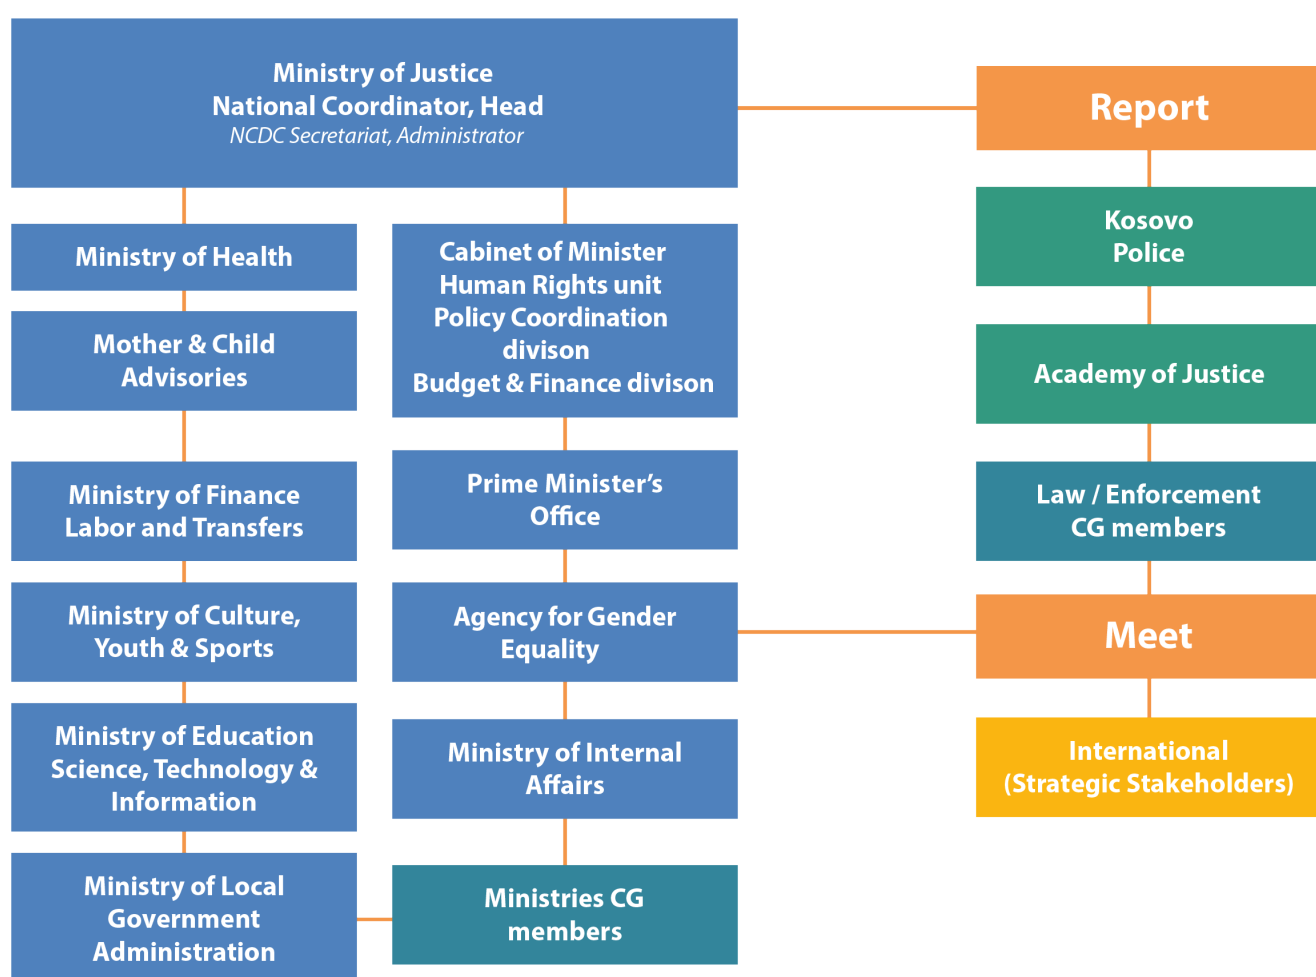 Ministry of Justice
National Coordinator, Head
NCDC Secretariat, Administrator
Ministry of Health
Mother & Child
Advisories
Ministry of Finance
Labor and Transfers
Ministry of Culture,
Youth & Sports
Ministry of Education
Science, Technology &
Information
Ministry of Local
Government
Administration
Cabinet of Minister
Human Rights unit
Policy Coordination
divison
Budget & Finance divison
Prime Minister’s
Office
Agency for Gender
Equality
Ministry of Internal
Affairs
Ministries CG
members
Report
Kosovo
Police
Academy of Justice
Law / Enforcement
CG members
Meet
International
(Strategic Stakeholders)